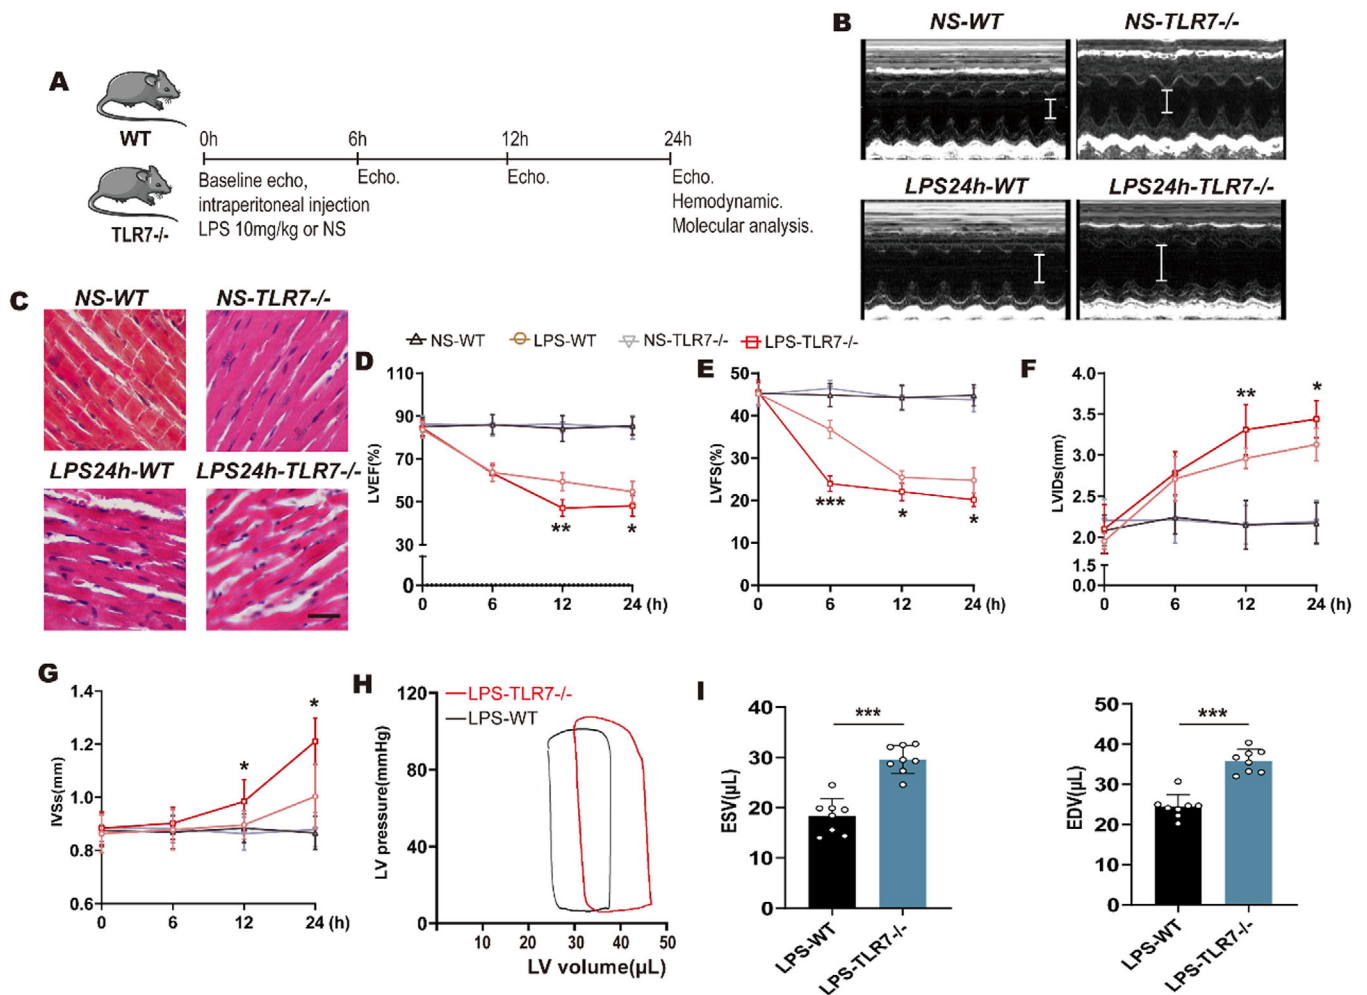 A
WT
TLR7-/-
0h
6h
12h
24h
Baseline echo,
intraperitoneal injection
LPS 10mg/kg or NS
Echo.
Echo.
Echo.
Hemodynamic.
Molecular analysis.
B
NS-WT
NS-TLR7-/-
LPS24h-WT
LPS24h-TLR7-/-
C
NS-WT
NS-TLR7-/-
LPS24h-WT
LPS24h-TLR7-/-
NS-WT
LPS-WT
NS-TLR7-/-
LPS-TLR7-/-
D
LVEF(%)
110
90
70
50
30
0
**
*
0 6 12 24 (h)
E
LVFS(%)
50
40
30
20
10
0
***
*
*
0 6 12 24 (h)
F
LVIDs(mm)
4.0
3.5
3.0
2.5
2.0
1.5
0.0
**
*
0 6 12 24 (h)
G
IVSs(mm)
1.4
1.2
1.0
0.8
0.6
*
*
0 6 12 24 (h)
H
LV pressure(mmHg)
120
80
40
0
LPS-TLR7-/-
LPS-WT
10 20 30 40 50
LV volume(µL)
I
ESV(µL)
40
30
20
10
0
***
LPS-WT
LPS-TLR7-/-
EDV(µL)
50
40
30
20
10
0
***
LPS-WT
LPS-TLR7-/-